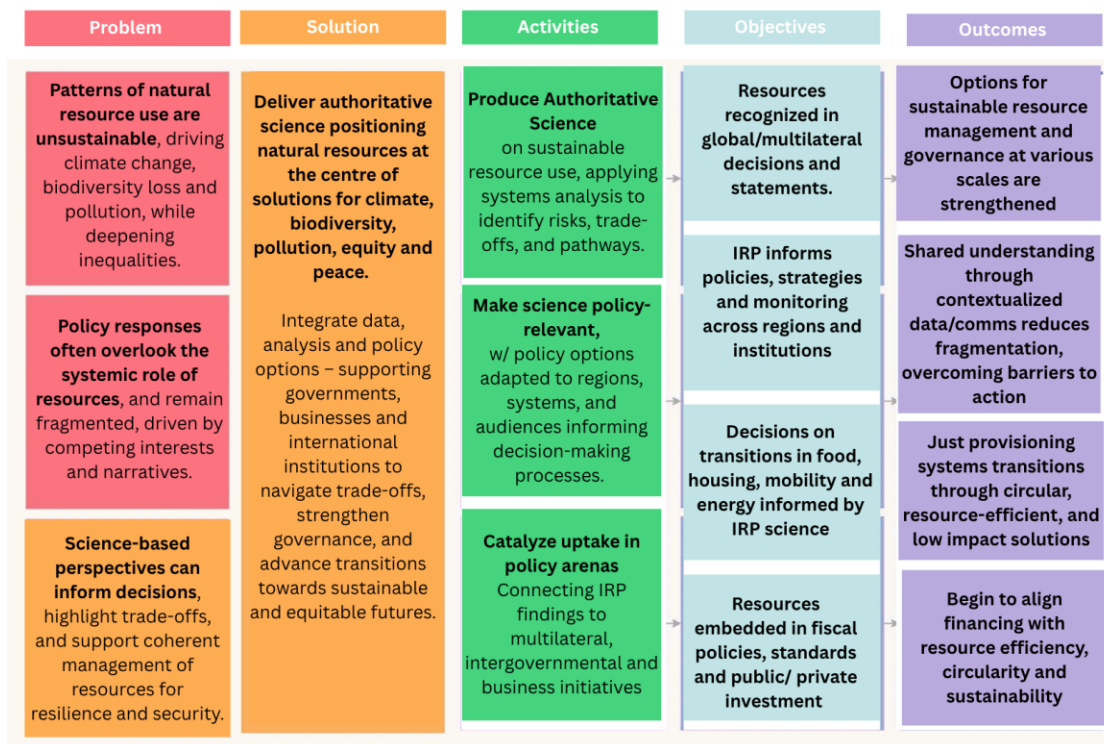 Problem
Solution
Activities
Objectives
Outcomes
Patterns of natural
resource use are
unsustainable, driving
climate change,
biodiversity loss and
pollution, while
deepening
inequalities.
Policy responses
often overlook the
systemic role of
resources, and remain
fragmented, driven by
competing interests
and narratives.
Science-based
perspectives can
inform decisions,
highlight trade-offs,
and support coherent
management of
resources for
resilience and security.
Deliver authoritative
science positioning
natural resources at
the centre of
solutions for climate,
biodiversity,
pollution, equity and
peace.
Integrate data,
analysis and policy
options – supporting
governments,
businesses and
international
institutions to
navigate trade-offs,
strengthen
governance, and
advance transitions
towards sustainable
and equitable futures.
Produce Authoritative
Science
on sustainable
resource use, applying
systems analysis to
identify risks, trade-
offs, and pathways.
Make science policy-
relevant,
w/ policy options
adapted to regions,
systems, and
audiences informing
decision-making
processes.
Catalyze uptake in
policy arenas
Connecting IRP
findings to
multilateral,
intergovernmental and
business initiatives
Resources
recognized in
global/multilateral
decisions and
statements.
IRP informs
policies, strategies
and monitoring
across regions and
institutions
Decisions on
transitions in food,
housing, mobility and
energy informed by
IRP science
Resources
embedded in fiscal
policies, standards
and public/ private
investment
Options for
sustainable resource
management and
governance at various
scales are
strengthened
Shared understanding
through
contextualized
data/comms reduces
fragmentation,
overcoming barriers to
action
Just provisioning
systems transitions
through circular,
resource-efficient, and
low impact solutions
Begin to align
financing with
resource efficiency,
circularity and
sustainability